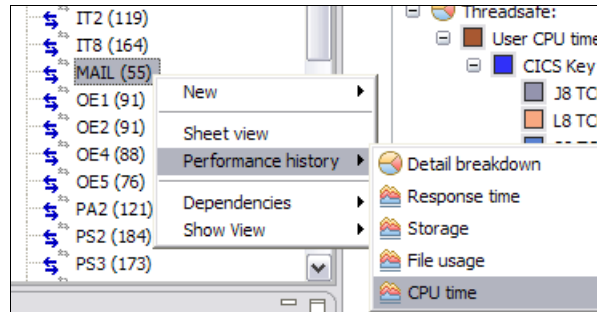 IT2 (119)
IT8 (164)
MAIL (55)
OE1 (91)
OE2 (91)
OE4 (88)
OE5 (76)
PA2 (121)
PS2 (184)
PS3 (173)
New
Sheet view
Performance history
Dependencies
Show View
Detail breakdown
Response time
Storage
File usage
CPU time
Threadsafe:
User CPU time
CICS Key
J8 TC
L8 TC